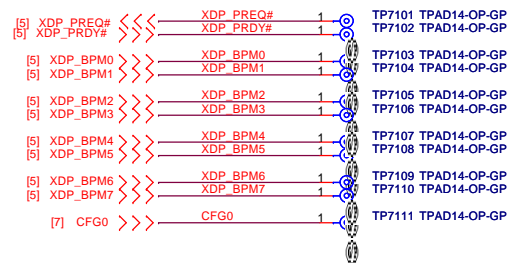 [5] XDP_PREQ# XDP_PREQ# 1 TP7101 TPAD14-OP-GP
[5] XDP_PRDY# XDP_PRDY# 1 TP7102 TPAD14-OP-GP
[5] XDP_BPM0 XDP_BPM0 1 TP7103 TPAD14-OP-GP
[5] XDP_BPM1 XDP_BPM1 1 TP7104 TPAD14-OP-GP
[5] XDP_BPM2 XDP_BPM2 1 TP7105 TPAD14-OP-GP
[5] XDP_BPM3 XDP_BPM3 1 TP7106 TPAD14-OP-GP
[5] XDP_BPM4 XDP_BPM4 1 TP7107 TPAD14-OP-GP
[5] XDP_BPM5 XDP_BPM5 1 TP7108 TPAD14-OP-GP
[5] XDP_BPM6 XDP_BPM6 1 TP7109 TPAD14-OP-GP
[5] XDP_BPM7 XDP_BPM7 1 TP7110 TPAD14-OP-GP
[7] CFG0 CFG0 1 TP7111 TPAD14-OP-GP